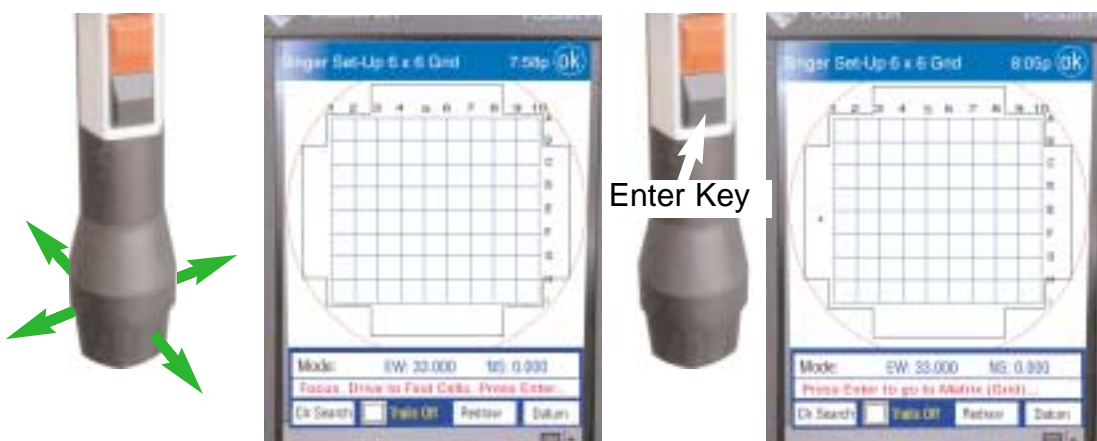 Singer Set-Up 6 x 6 Grid 7:58p ok
1 2 3 4 5 6 7 8 9 10
A
B
C
D
E
F
G
H
Mode: EW: 33.000 NS: 0.000
Focus. Drive to Find Cells. Press Enter...
Clr Search Trails Off Redraw Datum
Enter Key
Singer Set-Up 6 x 6 Grid 8:05p ok
1 2 3 4 5 6 7 8 9 10
A
B
C
D
E
F
G
H
Mode: EW: 33.000 NS: 0.000
Press Enter to go to Matrix (Grid)...
Clr Search Trails Off Redraw Datum